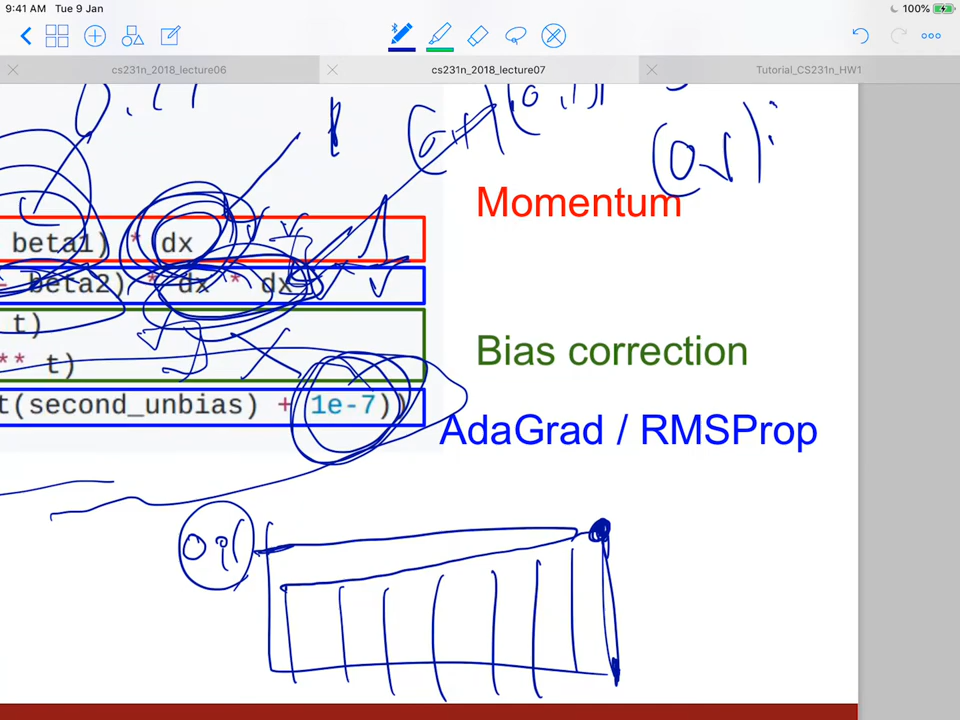 9:41 AM Tue 9 Jan
100%
cs231n_2018_lecture06
cs231n_2018_lecture07
Tutorial_CS231n_HW1
Momentum
beta1) * dx
- beta2) * dx * dx
t)
** t)
Bias correction
t(second_unbias) + 1e-7))
AdaGrad / RMSProp